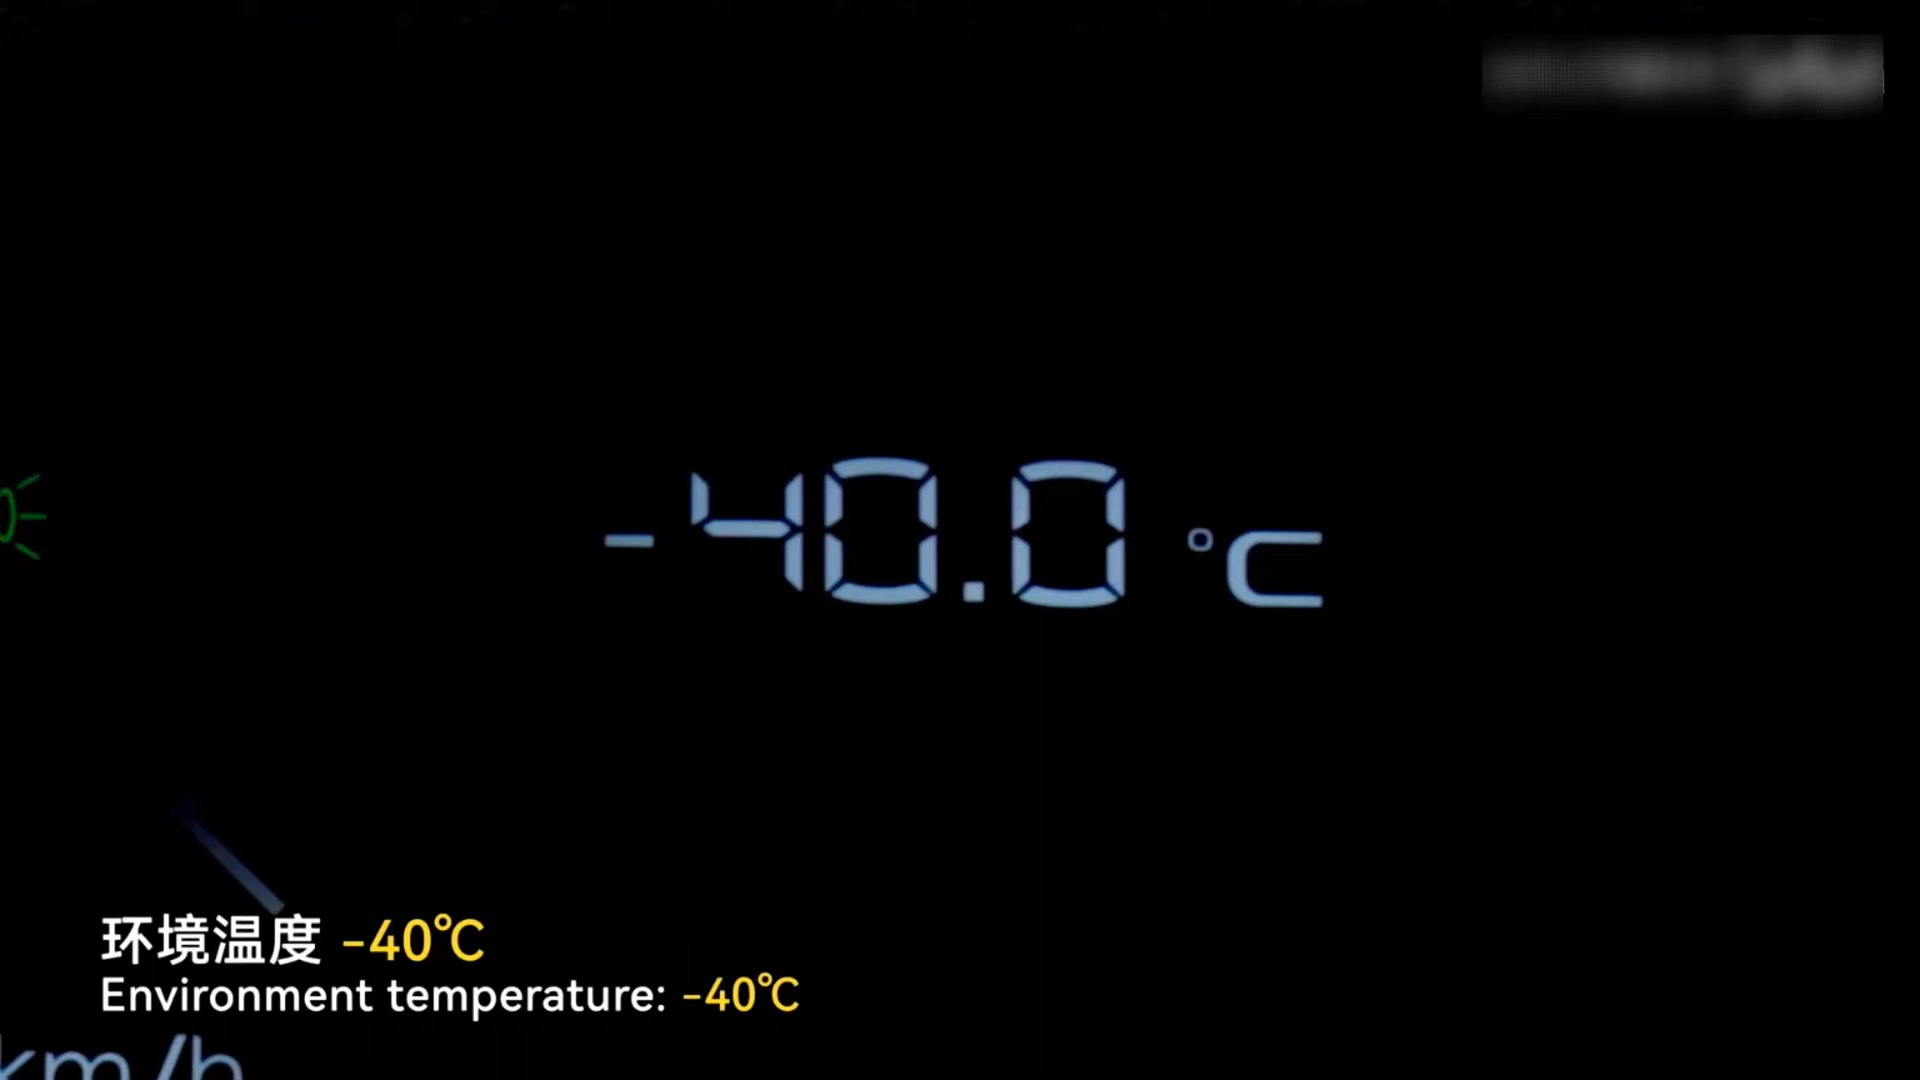 -40.0 °C
环境温度 -40℃
Environment temperature: -40℃
km/h